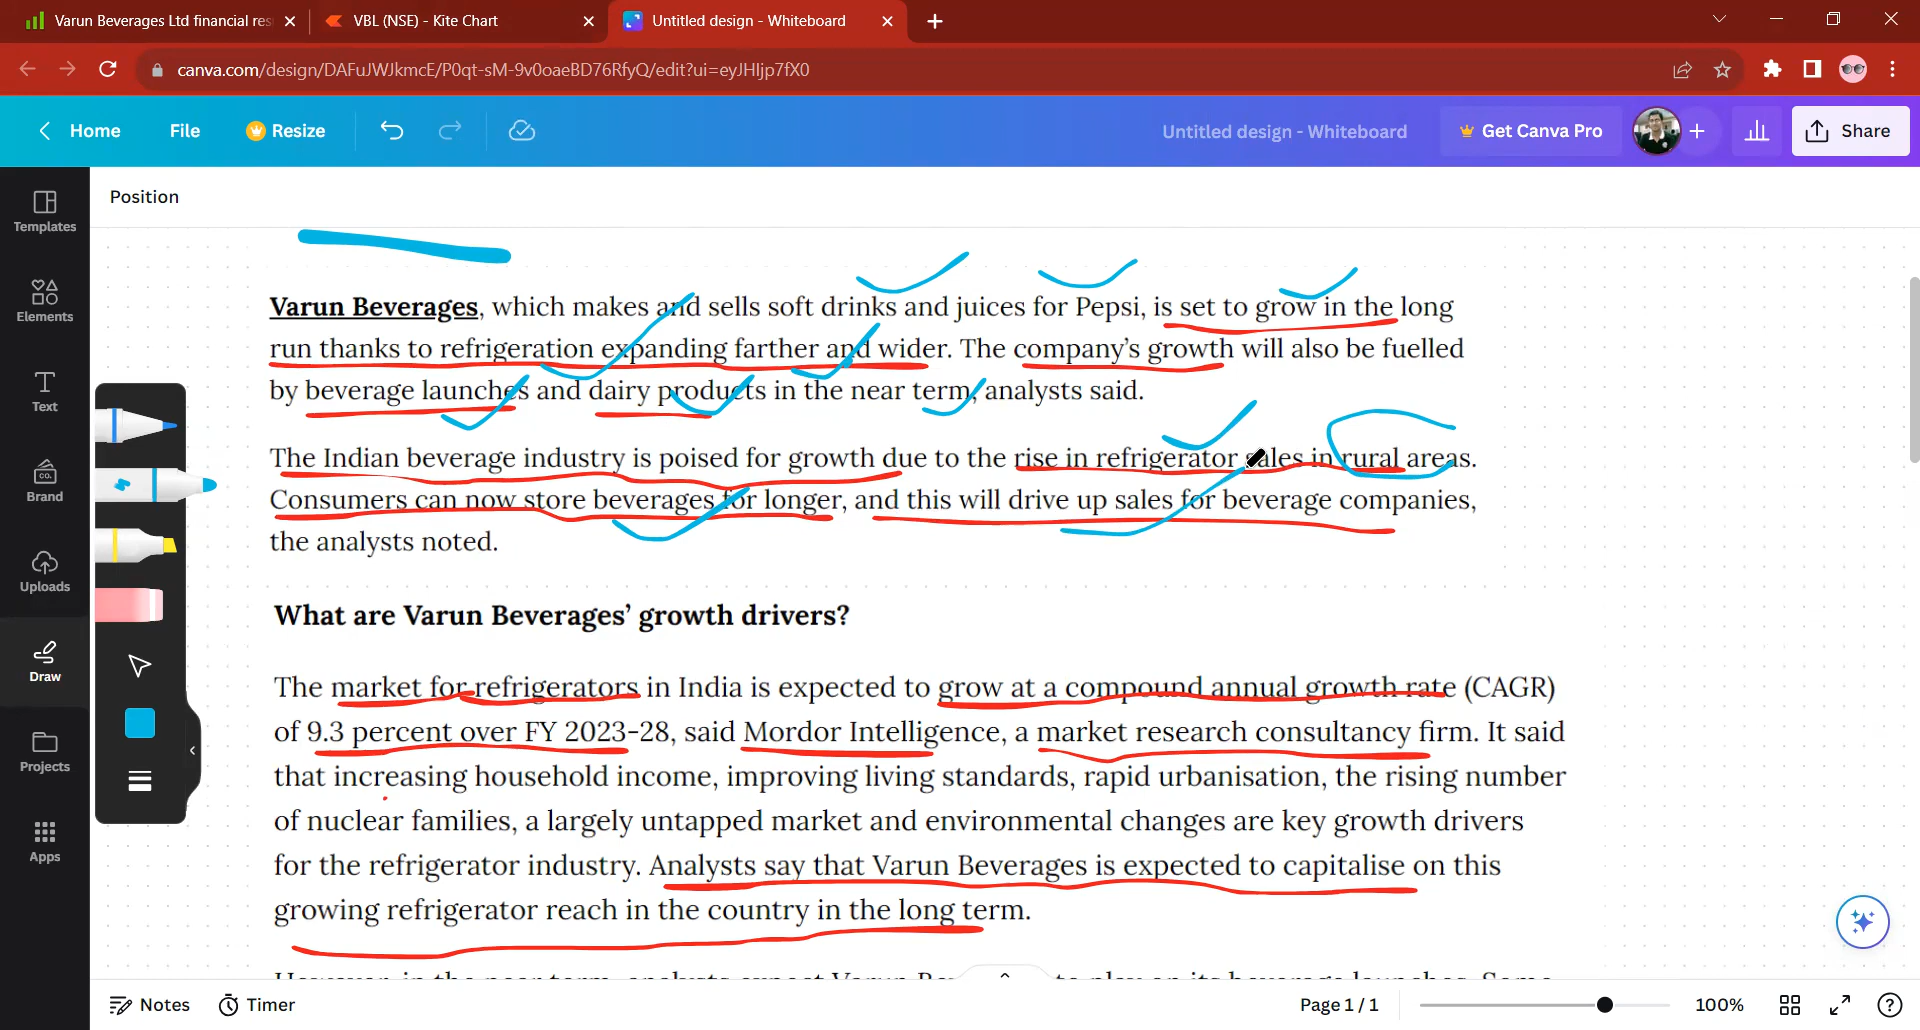 Varun Beverages Ltd financial res
VBL (NSE) - Kite Chart
Untitled design - Whiteboard
canva.com/design/DAFuJWJkmcE/P0qt-sM-9v0oaeBD76RfyQ/edit?ui=eyJHIjp7fX0
Home File Resize Untitled design - Whiteboard Get Canva Pro Share
Position
Templates
Elements
Text
CO.
Brand
Uploads
Draw
Projects
Apps
Varun Beverages, which makes and sells soft drinks and juices for Pepsi, is set to grow in the long
run thanks to refrigeration expanding farther and wider. The company’s growth will also be fuelled
by beverage launches and dairy products in the near term, analysts said.
The Indian beverage industry is poised for growth due to the rise in refrigerator sales in rural areas.
Consumers can now store beverages for longer, and this will drive up sales for beverage companies,
the analysts noted.
What are Varun Beverages’ growth drivers?
The market for refrigerators in India is expected to grow at a compound annual growth rate (CAGR)
of 9.3 percent over FY 2023-28, said Mordor Intelligence, a market research consultancy firm. It said
that increasing household income, improving living standards, rapid urbanisation, the rising number
of nuclear families, a largely untapped market and environmental changes are key growth drivers
for the refrigerator industry. Analysts say that Varun Beverages is expected to capitalise on this
growing refrigerator reach in the country in the long term.
Notes Timer Page 1 / 1 100%